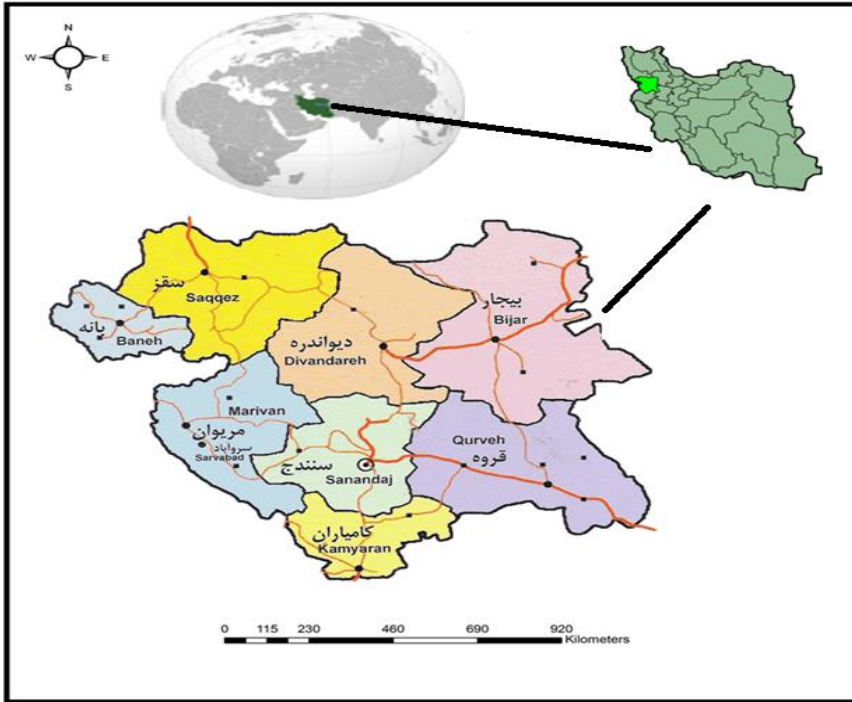 N
W E
S
سقز
Saqqez
بانه
Baneh
دیواندره
Divandareh
بیجار
Bijar
Marivan
مریوان
سروآباد
Sarvabad
سنندج
Sanandaj
Qurveh
قروه
کامیاران
Kamyaran
0 115 230 460 690 920
Kilometers